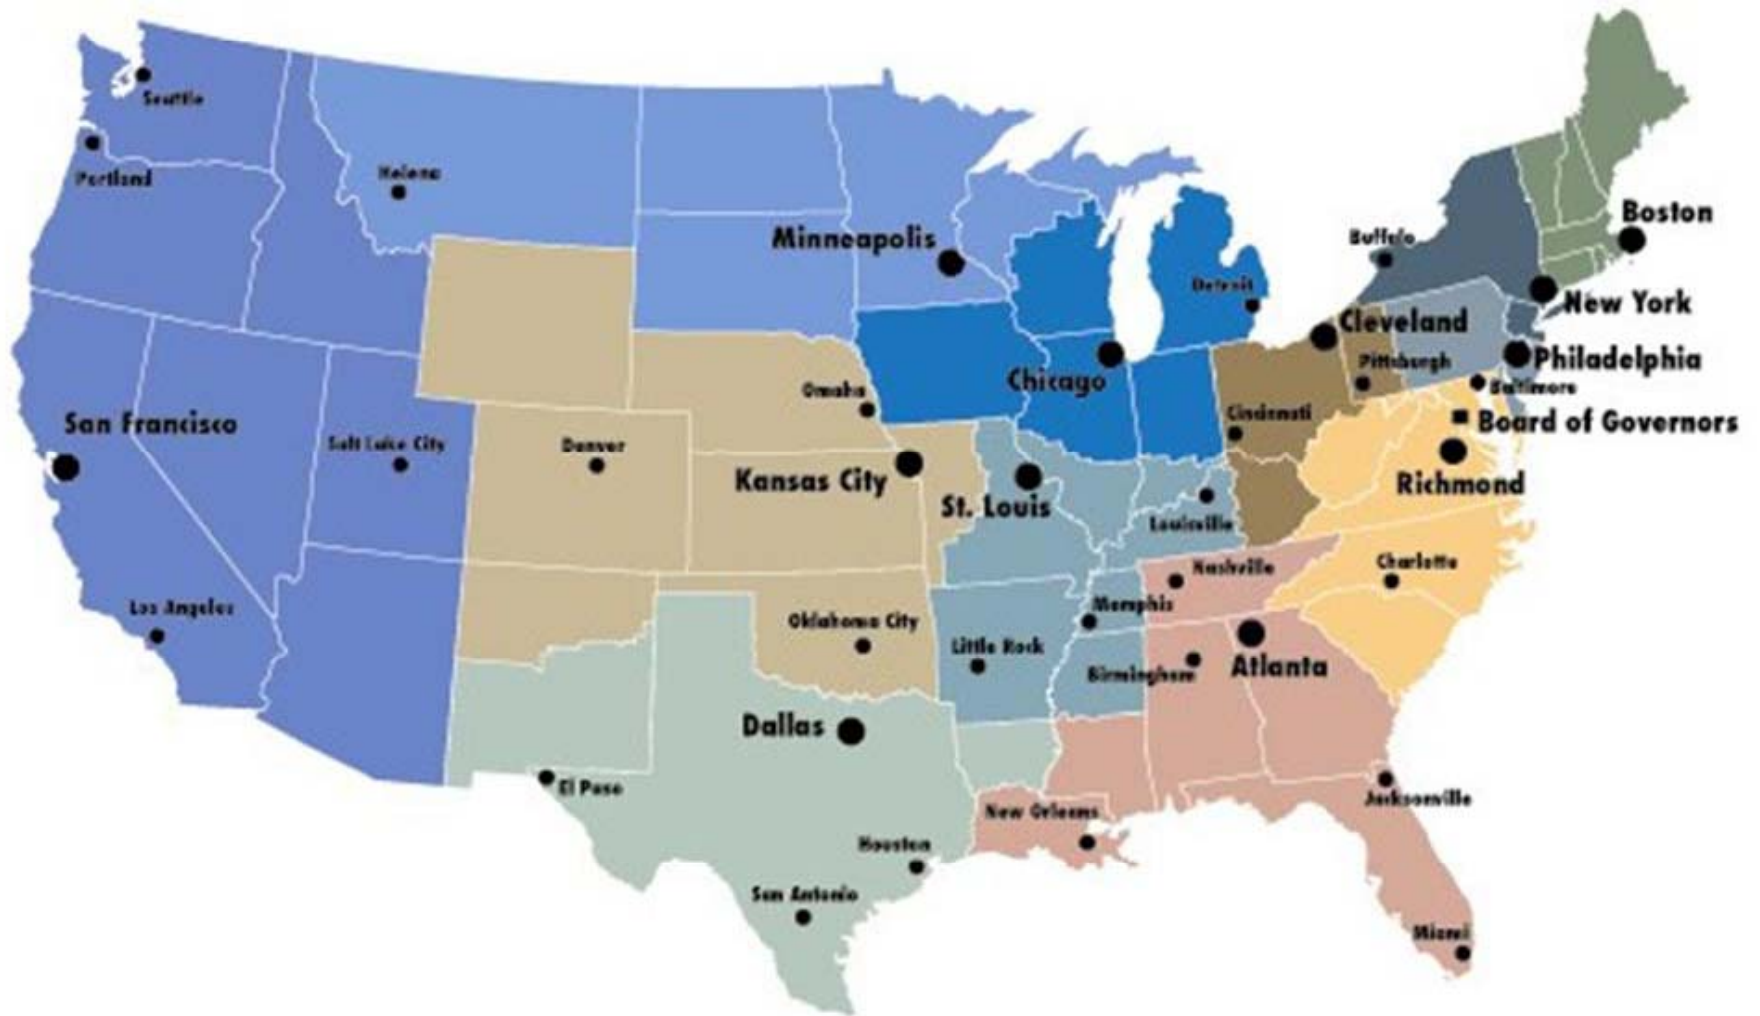 Seattle
Portland
Helena
Minneapolis
Boston
Buffalo
Detroit
New York
Cleveland
Philadelphia
Pittsburgh
Chicago
Baltimore
Omaha
Cincinnati
Board of Governors
San Francisco
Salt Lake City
Denver
Kansas City
Richmond
St. Louis
Louisville
Charlotte
Nashville
Los Angeles
Memphis
Oklahoma City
Little Rock
Birmingham
Atlanta
Dallas
El Paso
Jacksonville
New Orleans
Houston
San Antonio
Miami